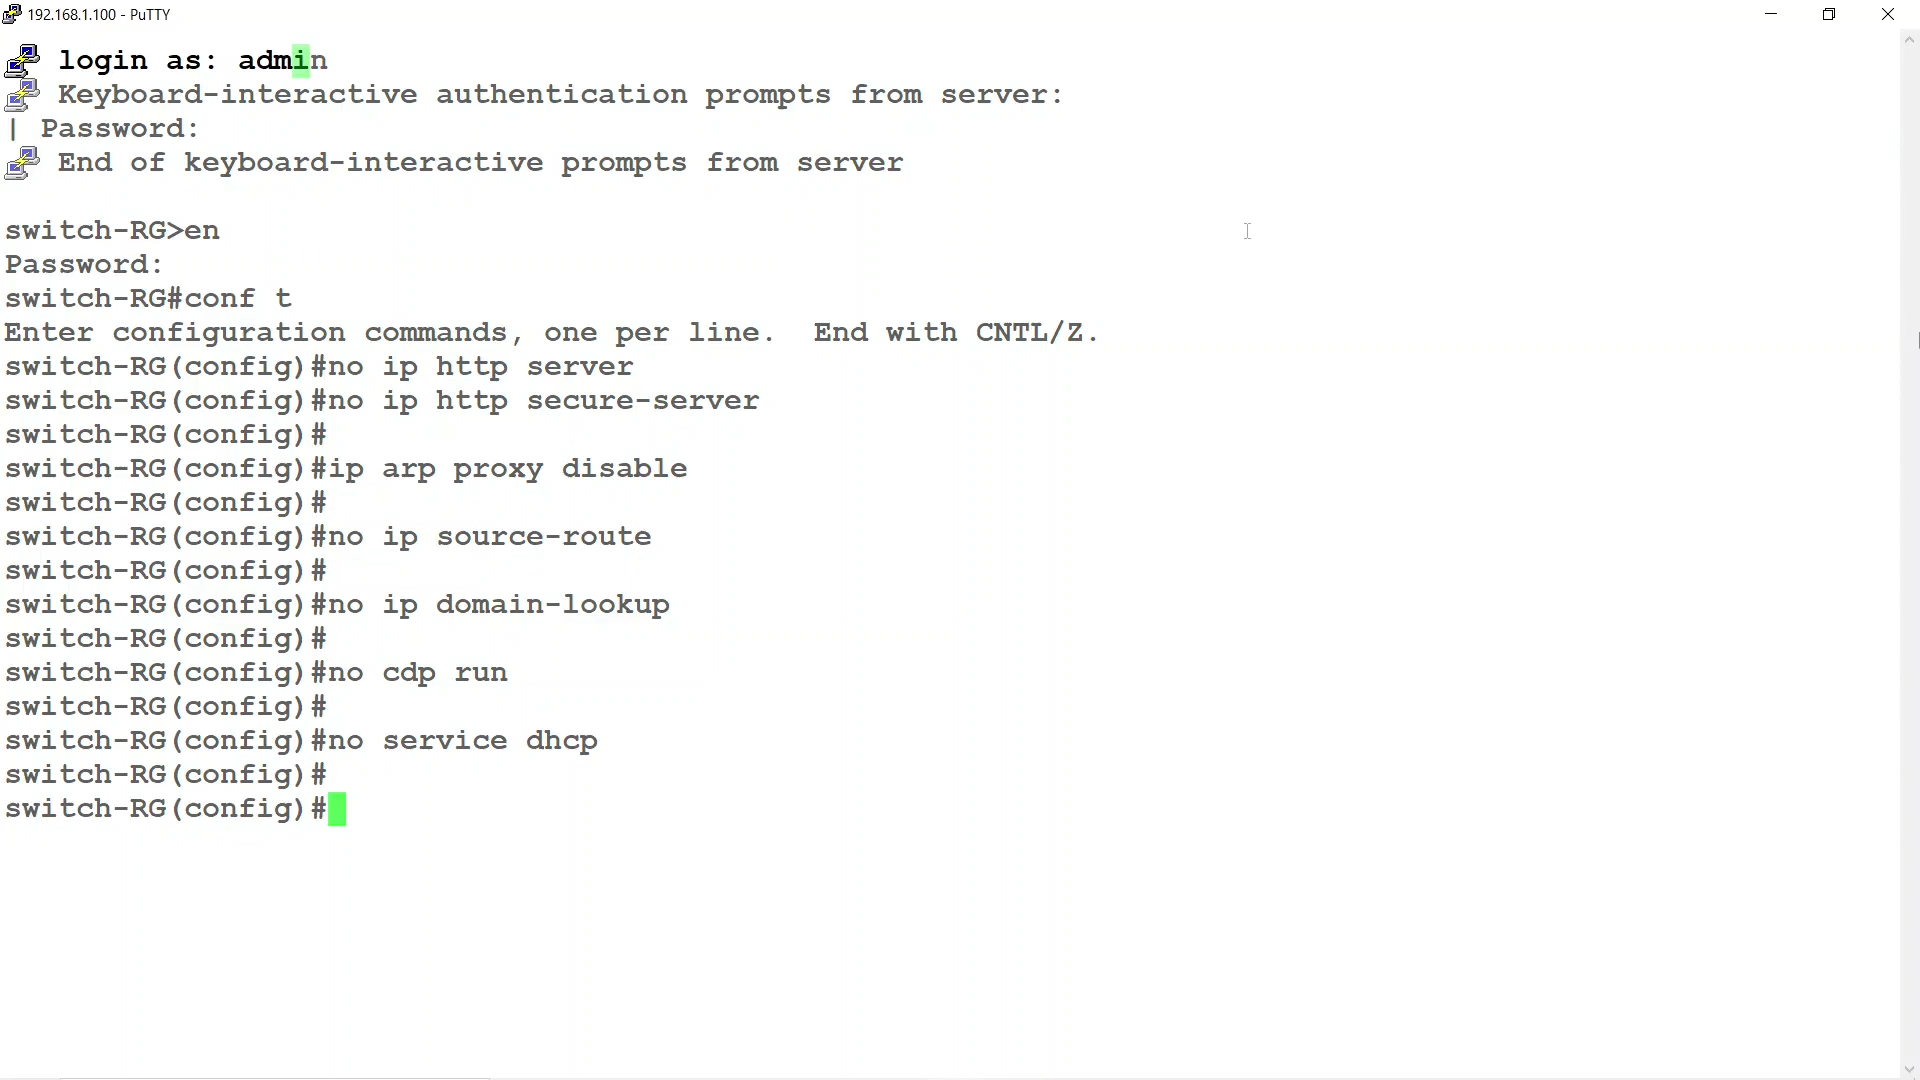 192.168.1.100 - PuTTY
login as: admin
Keyboard-interactive authentication prompts from server:
| Password:
End of keyboard-interactive prompts from server
switch-RG>en
Password:
switch-RG#conf t
Enter configuration commands, one per line.  End with CNTL/Z.
switch-RG(config)#no ip http server
switch-RG(config)#no ip http secure-server
switch-RG(config)#
switch-RG(config)#ip arp proxy disable
switch-RG(config)#
switch-RG(config)#no ip source-route
switch-RG(config)#
switch-RG(config)#no ip domain-lookup
switch-RG(config)#
switch-RG(config)#no cdp run
switch-RG(config)#
switch-RG(config)#no service dhcp
switch-RG(config)#
switch-RG(config)#